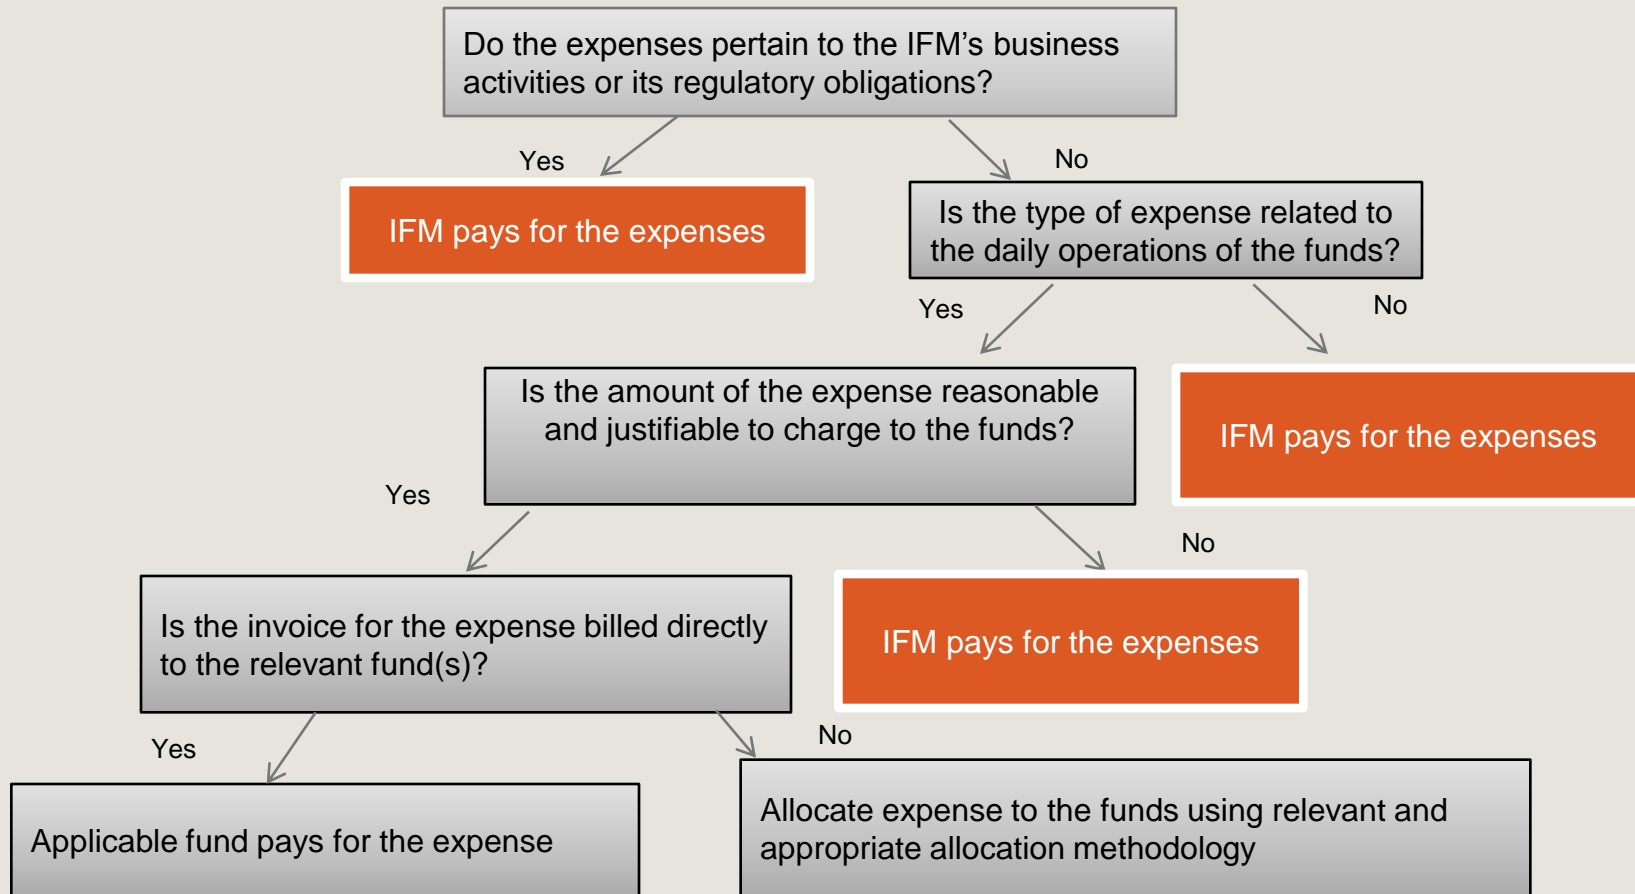 Do the expenses pertain to the IFM’s business
activities or its regulatory obligations?
Yes
No
IFM pays for the expenses
Is the type of expense related to
the daily operations of the funds?
Yes
No
Is the amount of the expense reasonable
and justifiable to charge to the funds?
IFM pays for the expenses
Yes
No
Is the invoice for the expense billed directly
to the relevant fund(s)?
IFM pays for the expenses
Yes
No
Applicable fund pays for the expense
Allocate expense to the funds using relevant and
appropriate allocation methodology